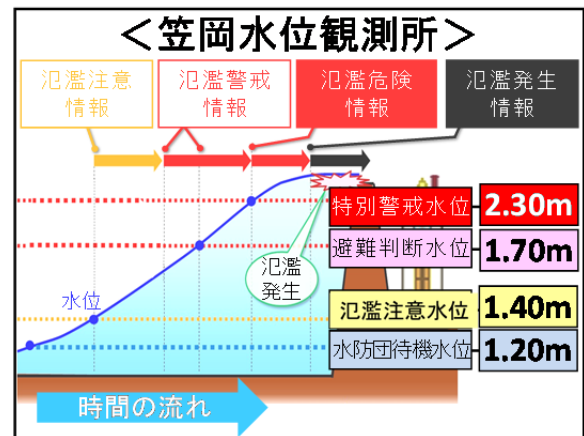 ＜笠岡水位観測所＞
氾濫注意
情報
氾濫警戒
情報
氾濫危険
情報
氾濫発生
情報
特別警戒水位 2.30m
避難判断水位 1.70m
氾濫
発生
水位
氾濫注意水位 1.40m
水防団待機水位 1.20m
時間の流れ